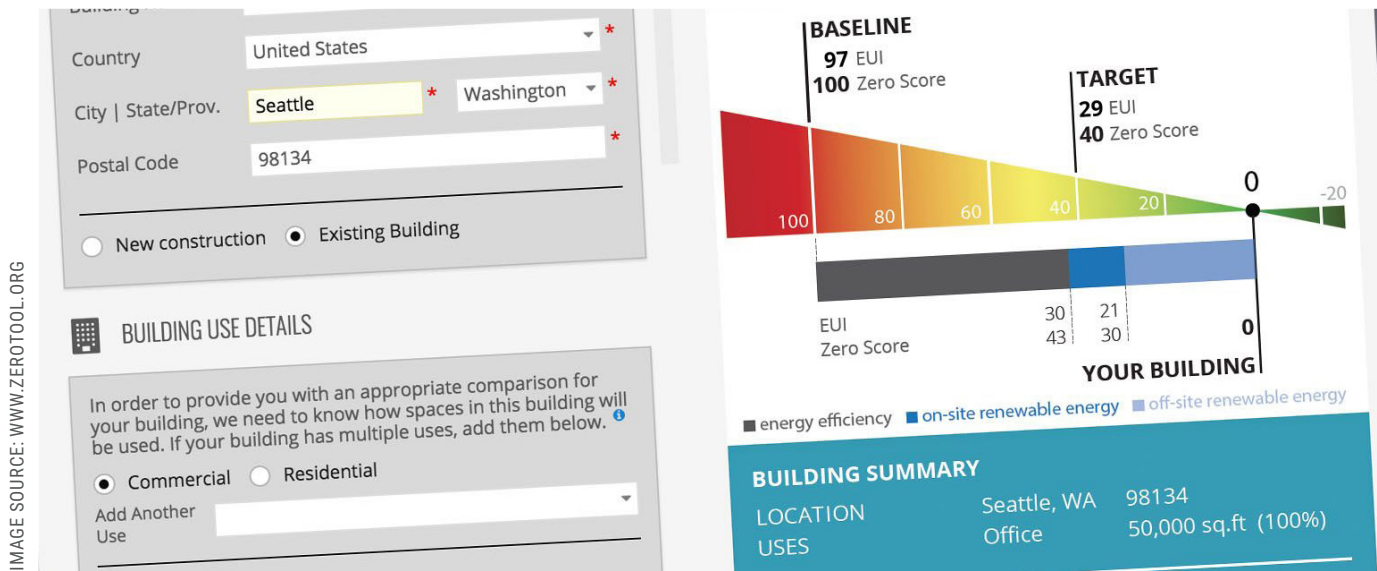 Country
United States
*
City | State/Prov.
Seattle
*
Washington
*
Postal Code
98134
*
New construction
Existing Building
BUILDING USE DETAILS
In order to provide you with an appropriate comparison for
your building, we need to know how spaces in this building will
be used. If your building has multiple uses, add them below.
Commercial
Residential
Add Another
Use
IMAGE SOURCE: WWW.ZEROTOOL.ORG
BASELINE
97 EUI
100 Zero Score
TARGET
29 EUI
40 Zero Score
100
80
60
40
20
0
-20
EUI
30
21
Zero Score
43
30
0
YOUR BUILDING
energy efficiency
on-site renewable energy
off-site renewable energy
BUILDING SUMMARY
LOCATION
Seattle, WA
98134
USES
Office
50,000 sq.ft (100%)